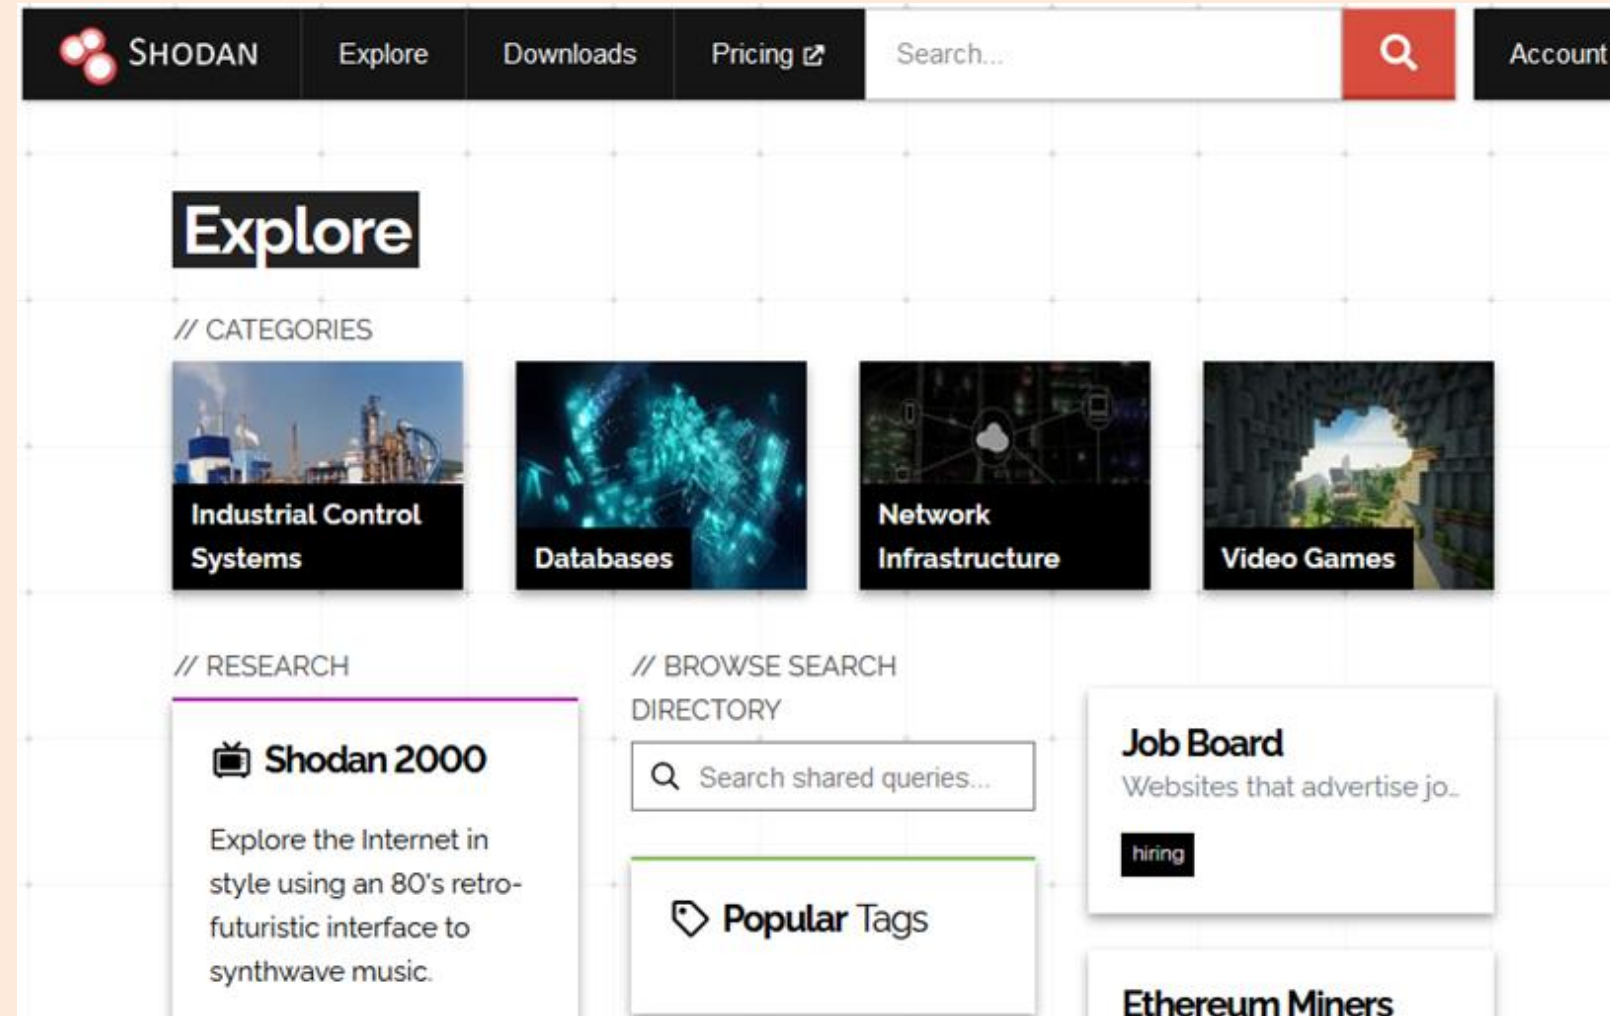 SHODAN
Explore
Downloads
Pricing
Search...
Account
Explore
// CATEGORIES
Industrial Control
Systems
Databases
Network
Infrastructure
Video Games
// RESEARCH
Shodan 2000
Explore the Internet in
style using an 80's retro-
futuristic interface to
synthwave music.
// BROWSE SEARCH
DIRECTORY
Search shared queries...
Popular Tags
Job Board
Websites that advertise jo...
hiring
Ethereum Miners